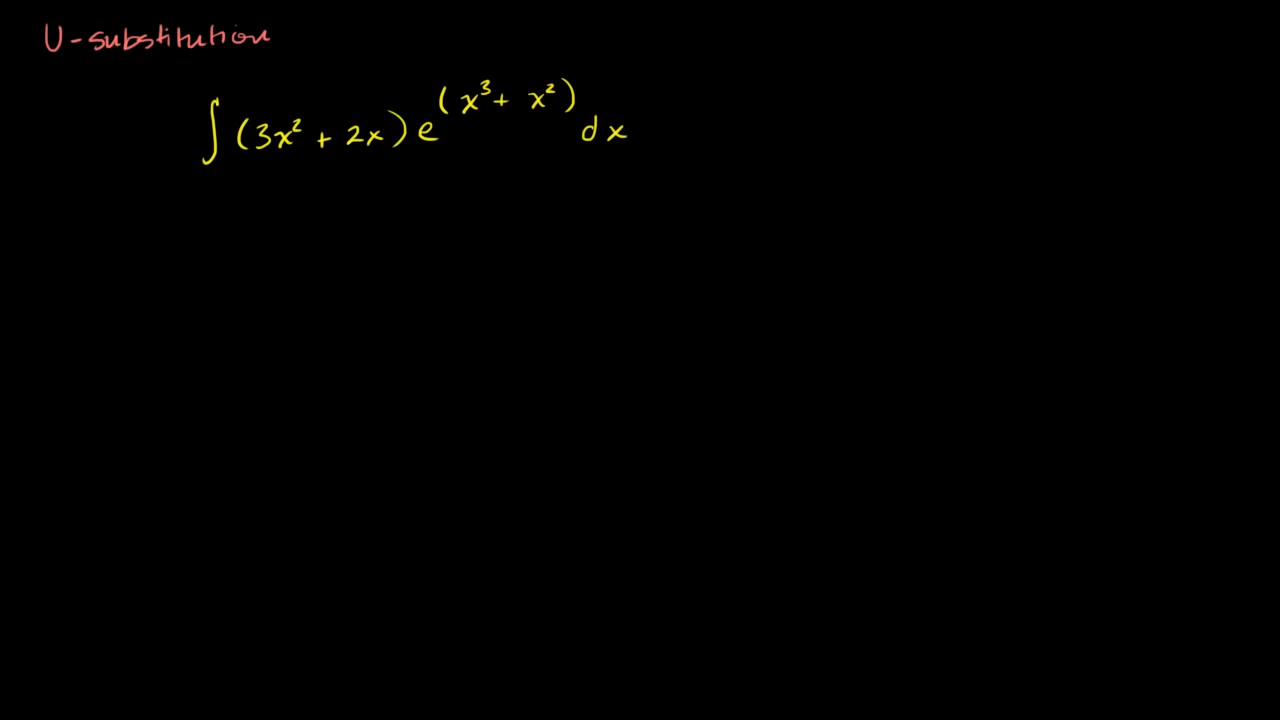 U-substitution
∫(3x² + 2x)e^(x³ + x²) dx